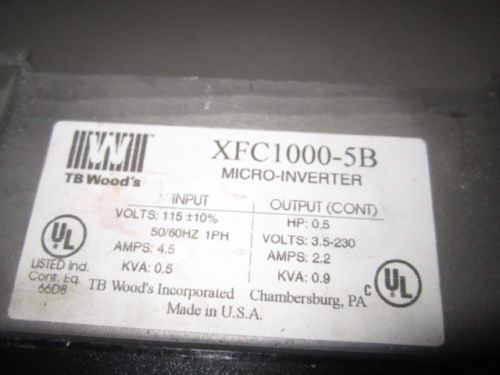 XFC1000-5B
MICRO-INVERTER
W
TB Wood's
INPUT
VOLTS: 115 ±10%
50/60HZ 1PH
AMPS: 4.5
KVA: 0.5
OUTPUT (CONT)
HP: 0.5
VOLTS: 3.5-230
AMPS: 2.2
KVA: 0.9
UL
LISTED Ind.
Cont. Eq.
66D8
C UL
TB Wood's Incorporated Chambersburg, PA
Made in U.S.A.